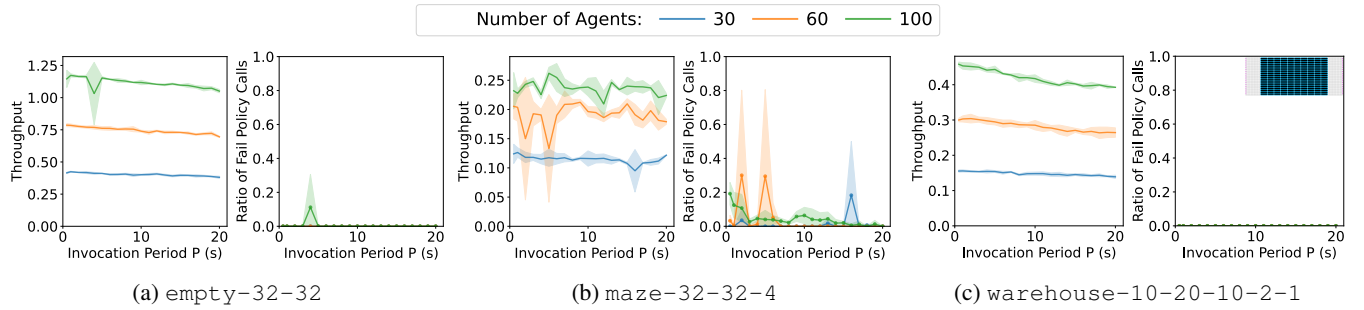 Number of Agents: 30 60 100
Throughput
1.25
1.00
0.75
0.50
0.25
0.00
0 10 20
Invocation Period P (s)
Ratio of Fail Policy Calls
1.0
0.8
0.6
0.4
0.2
0.0
0 10 20
Invocation Period P (s)
(a) empty-32-32
Throughput
0.25
0.20
0.15
0.10
0.05
0.00
0 10 20
Invocation Period P (s)
Ratio of Fail Policy Calls
1.0
0.8
0.6
0.4
0.2
0.0
0 10 20
Invocation Period P (s)
(b) maze-32-32-4
Throughput
0.4
0.3
0.2
0.1
0.0
0 10 20
Invocation Period P (s)
Ratio of Fail Policy Calls
1.0
0.8
0.6
0.4
0.2
0.0
0 10 20
Invocation Period P (s)
(c) warehouse-10-20-10-2-1